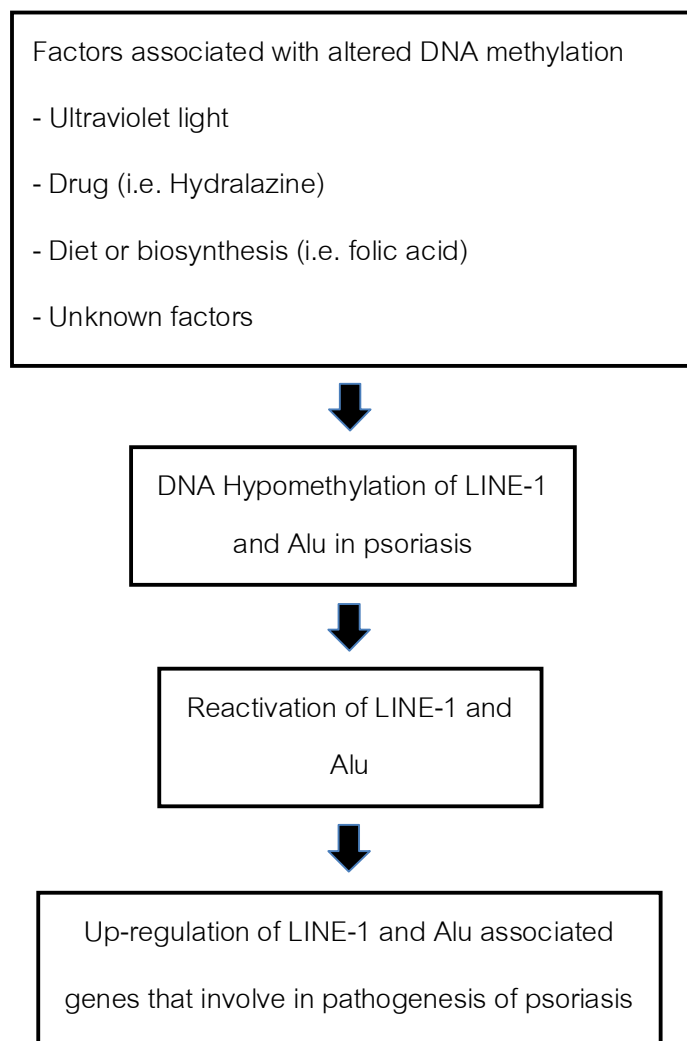 Factors associated with altered DNA methylation
- Ultraviolet light
- Drug (i.e. Hydralazine)
- Diet or biosynthesis (i.e. folic acid)
- Unknown factors
DNA Hypomethylation of LINE-1
and Alu in psoriasis
Reactivation of LINE-1 and
Alu
Up-regulation of LINE-1 and Alu associated
genes that involve in pathogenesis of psoriasis